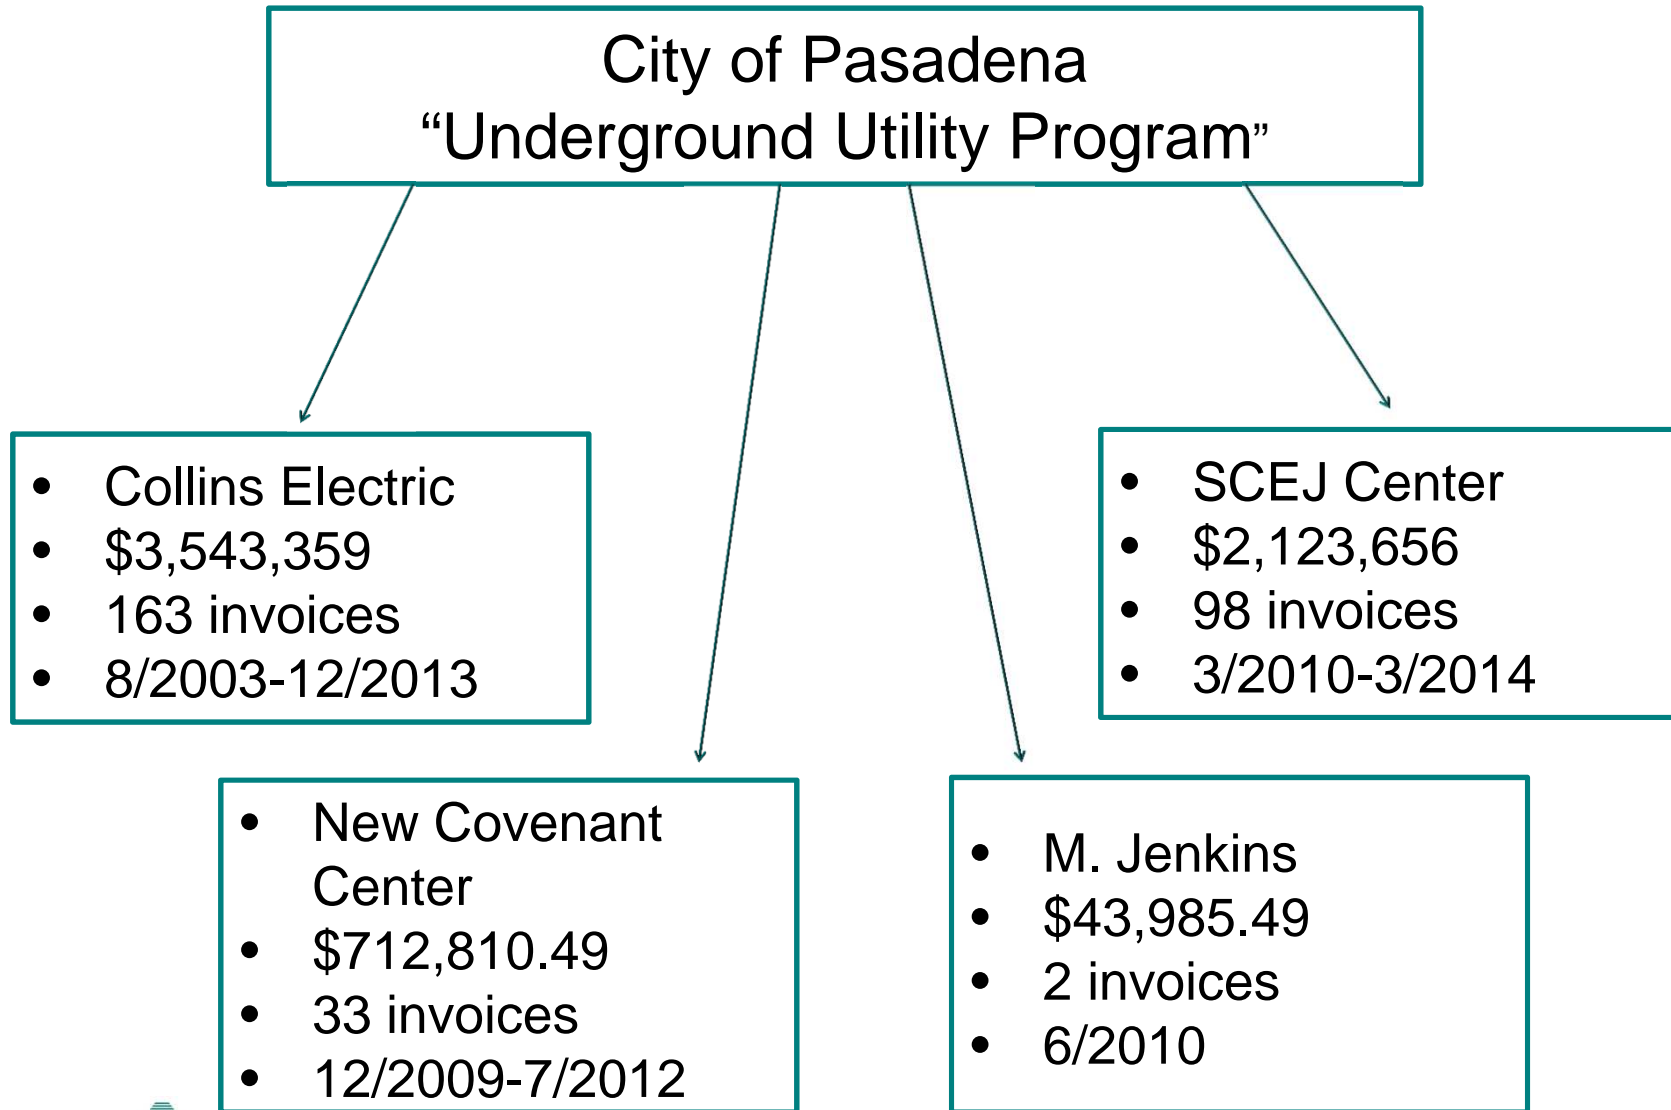 City of Pasadena
“Underground Utility Program”
• Collins Electric
• $3,543,359
• 163 invoices
• 8/2003-12/2013
• SCEJ Center
• $2,123,656
• 98 invoices
• 3/2010-3/2014
• New Covenant
Center
• $712,810.49
• 33 invoices
• 12/2009-7/2012
• M. Jenkins
• $43,985.49
• 2 invoices
• 6/2010